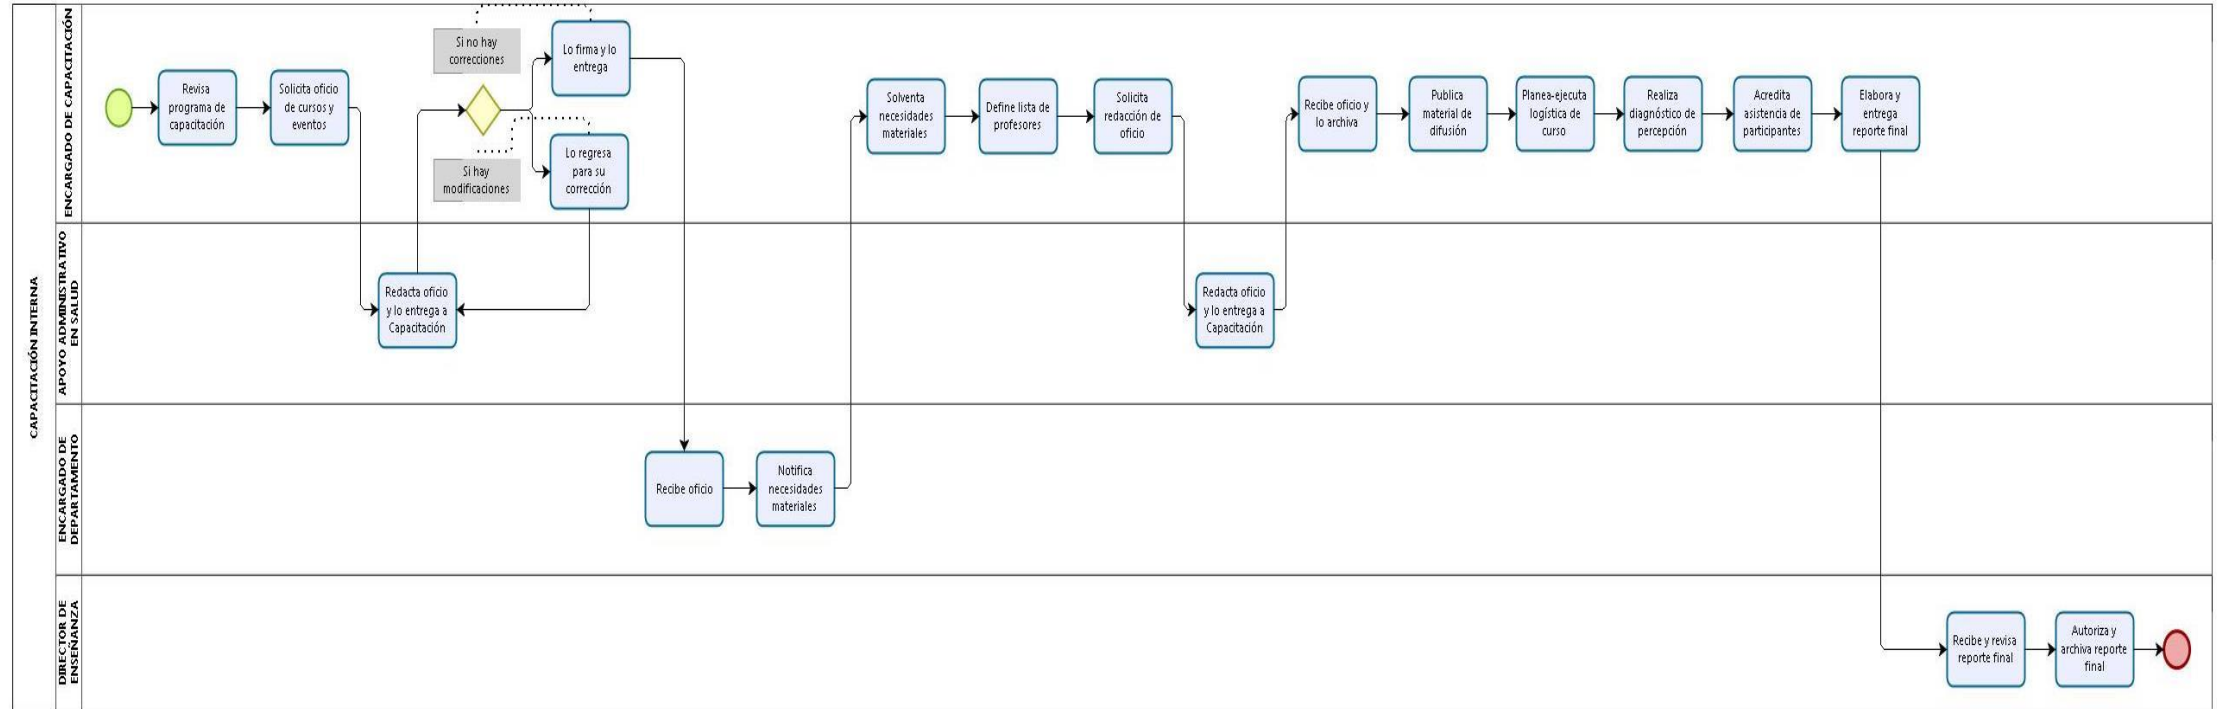 CAPACITACIÓN INTERNA
ENCARGADO DE CAPACITACIÓN
Revisa
programa de
capacitación
Solicita oficio
de cursos y
eventos
Si no hay
correcciones
Lo firma y lo
entrega
Si hay
modificaciones
Lo regresa
para su
corrección
Solventa
necesidades
materiales
Define lista de
profesores
Solicita
redacción de
oficio
Recibe oficio y
lo archiva
Publica
material de
difusión
Planea-ejecuta
logística de
curso
Realiza
diagnóstico de
percepción
Acredita
asistencia de
participantes
Elabora y
entrega
reporte final
APOYO ADMINISTRATIVO
EN SALUD
Redacta oficio
y lo entrega a
Capacitación
Redacta oficio
y lo entrega a
Capacitación
ENCARGADO DE
DEPARTAMENTO
Recibe oficio
Notifica
necesidades
materiales
DIRECTOR DE
ENSEÑANZA
Recibe y revisa
reporte final
Autoriza y
archiva reporte
final